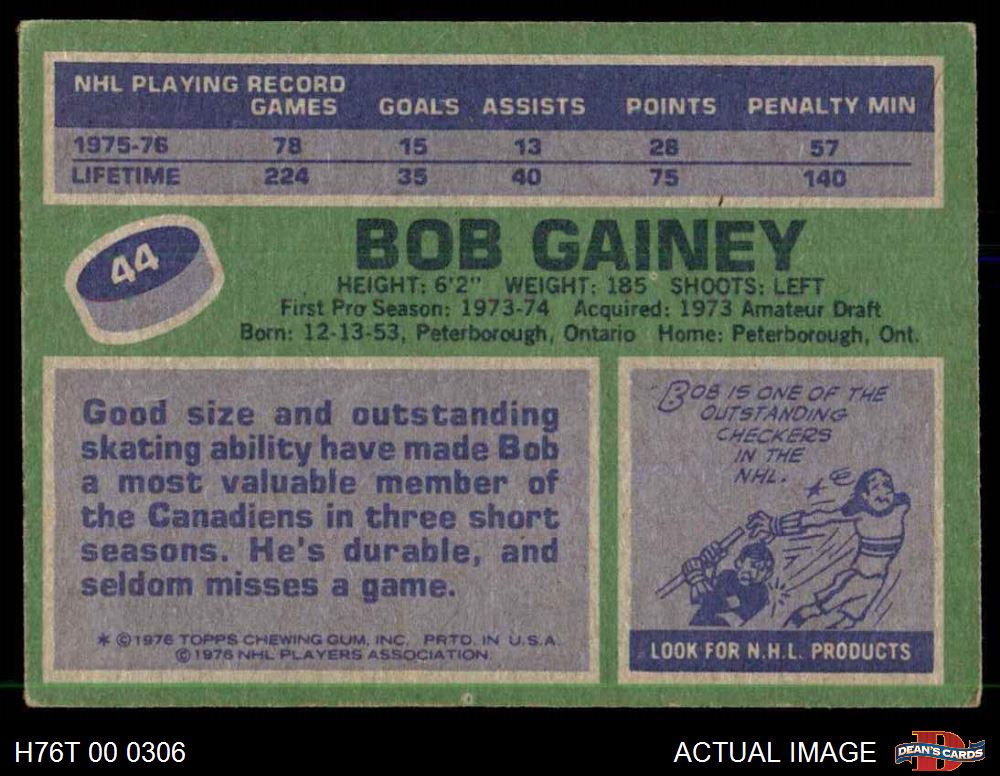 NHL PLAYING RECORD
GAMES GOALS ASSISTS POINTS PENALTY MIN
1975-76 78 15 13 28 57
LIFETIME 224 35 40 75 140
44
BOB GAINEY
HEIGHT: 6'2" WEIGHT: 185 SHOOTS: LEFT
First Pro Season: 1973-74 Acquired: 1973 Amateur Draft
Born: 12-13-53, Peterborough, Ontario Home: Peterborough, Ont.
Good size and outstanding
skating ability have made Bob
a most valuable member of
the Canadiens in three short
seasons. He's durable, and
seldom misses a game.
* ©1976 TOPPS CHEWING GUM, INC. PRTD. IN U.S.A.
© 1976 NHL PLAYERS ASSOCIATION.
BOB IS ONE OF THE
OUTSTANDING
CHECKERS
IN THE
NHL.
LOOK FOR N.H.L. PRODUCTS
H76T 00 0306
ACTUAL IMAGE
DEAN'S CARDS